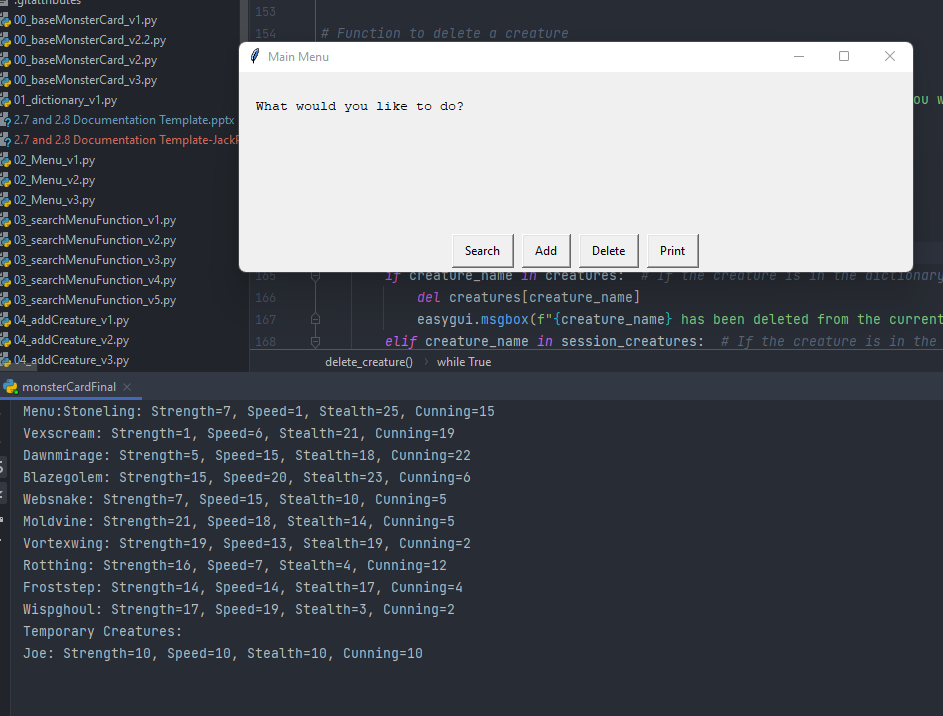 .gitattributes
00_baseMonsterCard_v1.py
00_baseMonsterCard_v2.2.py
00_baseMonsterCard_v2.py
00_baseMonsterCard_v3.py
01_dictionary_v1.py
2.7 and 2.8 Documentation Template.pptx
2.7 and 2.8 Documentation Template-JackP
02_Menu_v1.py
02_Menu_v2.py
02_Menu_v3.py
03_searchMenuFunction_v1.py
03_searchMenuFunction_v2.py
03_searchMenuFunction_v3.py
03_searchMenuFunction_v4.py
03_searchMenuFunction_v5.py
04_addCreature_v1.py
04_addCreature_v2.py
04_addCreature_v3.py
153
154 # Function to delete a creature
Main Menu
What would you like to do?
Search Add Delete Print
ou w
165 if creature_name in creatures: # If the creature is in the dictionary
166 del creatures[creature_name]
167 easygui.msgbox(f"{creature_name} has been deleted from the current
168 elif creature_name in session_creatures: # If the creature is in the
delete_creature() › while True
monsterCardFinal ×
Menu:Stoneling: Strength=7, Speed=1, Stealth=25, Cunning=15
Vexscream: Strength=1, Speed=6, Stealth=21, Cunning=19
Dawnmirage: Strength=5, Speed=15, Stealth=18, Cunning=22
Blazegolem: Strength=15, Speed=20, Stealth=23, Cunning=6
Websnake: Strength=7, Speed=15, Stealth=10, Cunning=5
Moldvine: Strength=21, Speed=18, Stealth=14, Cunning=5
Vortexwing: Strength=19, Speed=13, Stealth=19, Cunning=2
Rotthing: Strength=16, Speed=7, Stealth=4, Cunning=12
Froststep: Strength=14, Speed=14, Stealth=17, Cunning=4
Wispghoul: Strength=17, Speed=19, Stealth=3, Cunning=2
Temporary Creatures:
Joe: Strength=10, Speed=10, Stealth=10, Cunning=10